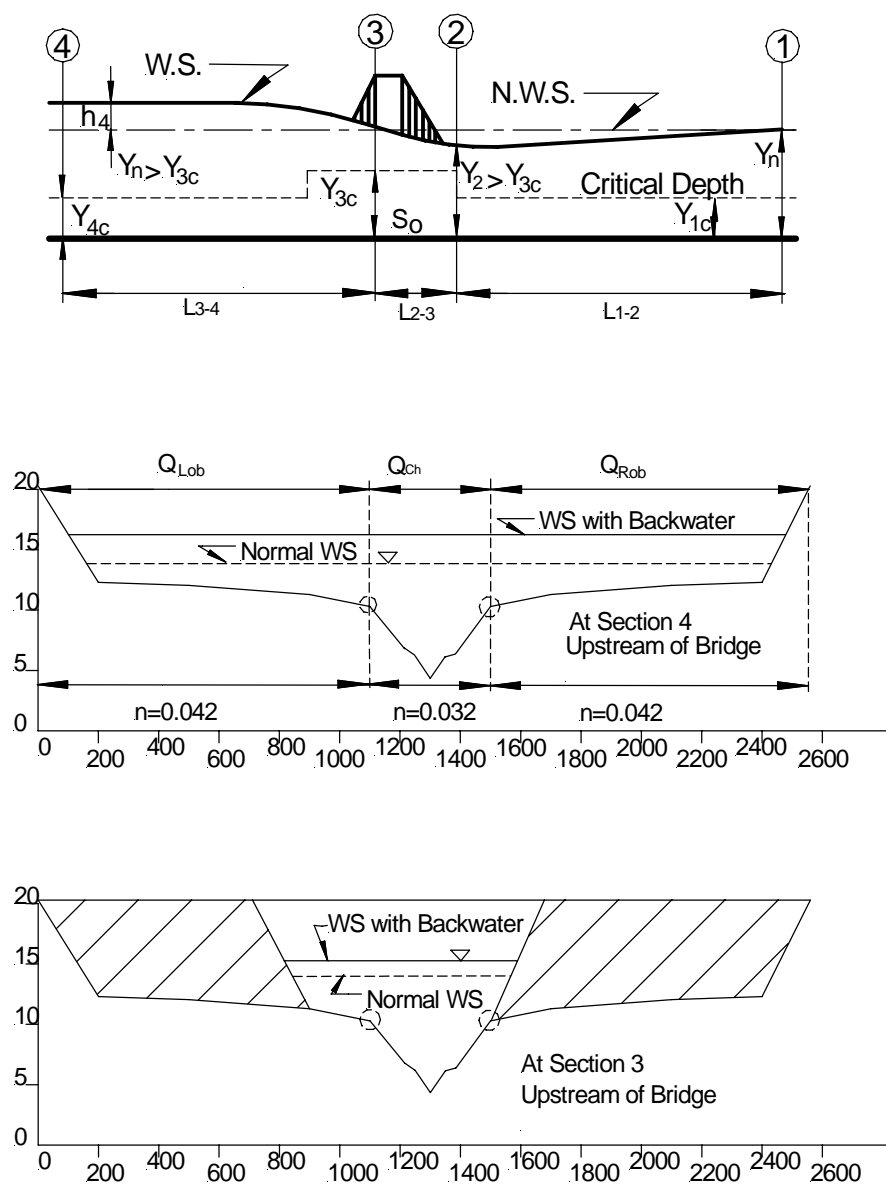 4 3 2 1
W.S.
N.W.S.
h4
Yn> Y3c
Y2> Y3c
Yn
Y3c
Critical Depth
Y4c
So
Y1c
L3-4
L2-3
L1-2
QLob
QCh
QRob
20
WS with Backwater
15
Normal WS
10
At Section 4
Upstream of Bridge
5
n=0.042
n=0.032
n=0.042
0
0 200 400 600 800 1000 1200 1400 1600 1800 2000 2200 2400 2600
20
WS with Backwater
15
Normal WS
10
At Section 3
Upstream of Bridge
5
0
0 200 400 600 800 1000 1200 1400 1600 1800 2000 2200 2400 2600